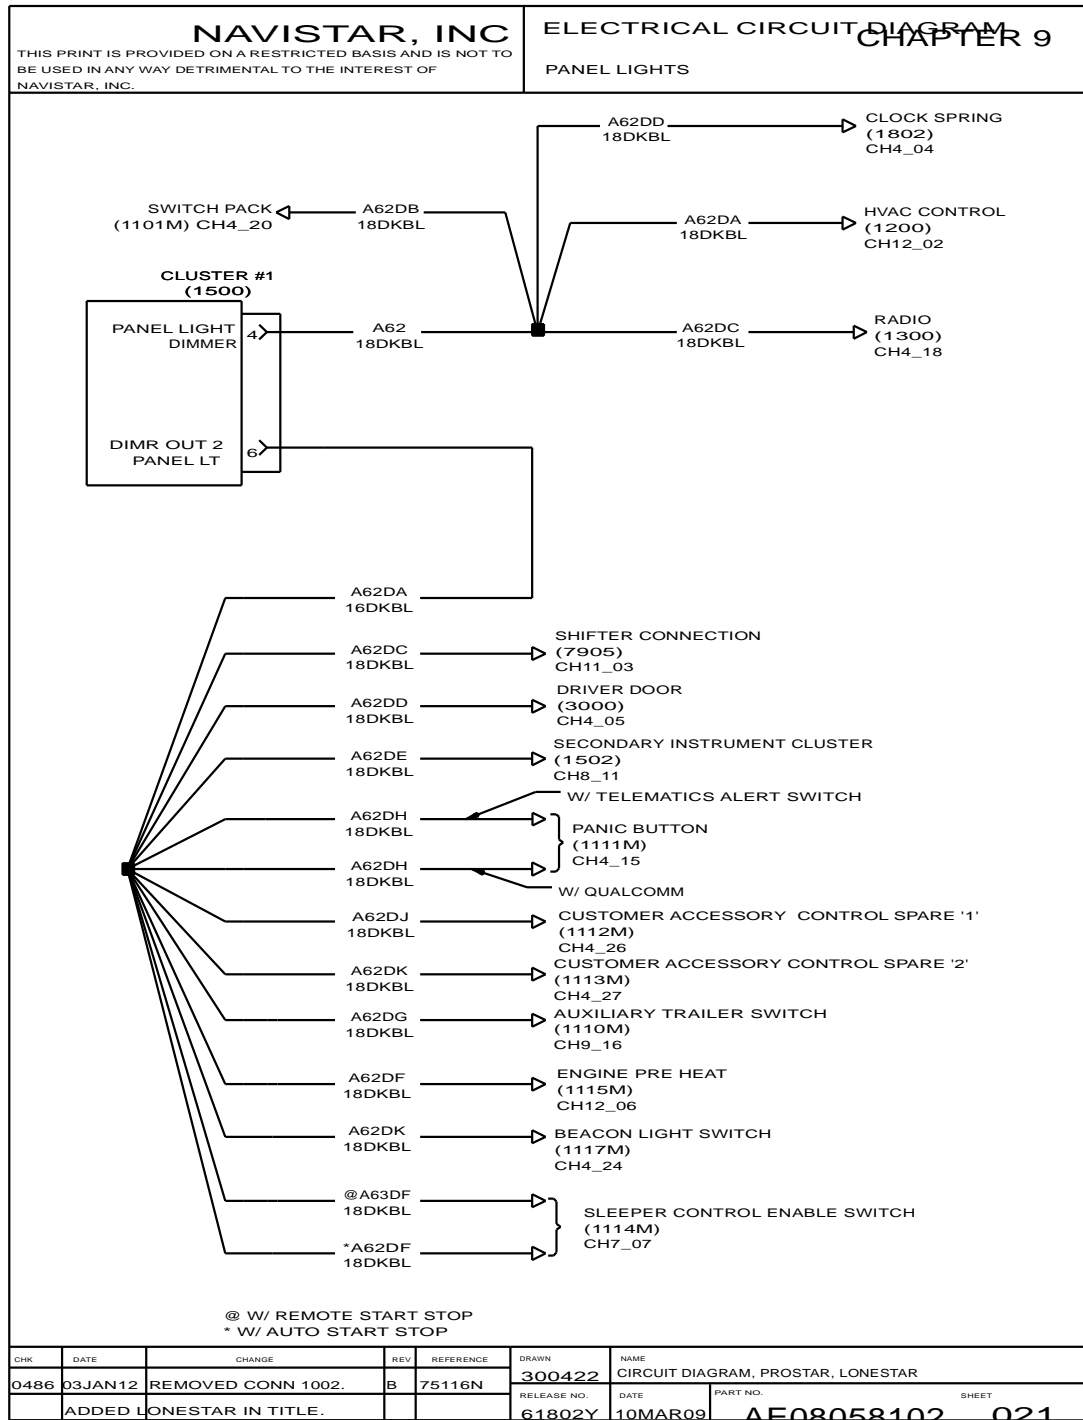 NAVISTAR, INC
THIS PRINT IS PROVIDED ON A RESTRICTED BASIS AND IS NOT TO
BE USED IN ANY WAY DETRIMENTAL TO THE INTEREST OF
NAVISTAR, INC.
ELECTRICAL CIRCUIT DIAGRAM
CHAPTER 9
PANEL LIGHTS
A62DD
18DKBL
CLOCK SPRING
(1802)
CH4_04
SWITCH PACK
(1101M) CH4_20
A62DB
18DKBL
A62DA
18DKBL
HVAC CONTROL
(1200)
CH12_02
CLUSTER #1
(1500)
PANEL LIGHT
DIMMER
4
A62
18DKBL
A62DC
18DKBL
RADIO
(1300)
CH4_18
DIMR OUT 2
PANEL LT
6
A62DA
16DKBL
A62DC
18DKBL
SHIFTER CONNECTION
(7905)
CH11_03
A62DD
18DKBL
DRIVER DOOR
(3000)
CH4_05
A62DE
18DKBL
SECONDARY INSTRUMENT CLUSTER
(1502)
CH8_11
W/ TELEMATICS ALERT SWITCH
A62DH
18DKBL
PANIC BUTTON
(1111M)
CH4_15
A62DH
18DKBL
W/ QUALCOMM
A62DJ
18DKBL
CUSTOMER ACCESSORY  CONTROL SPARE '1'
(1112M)
CH4_26
A62DK
18DKBL
CUSTOMER ACCESSORY CONTROL SPARE '2'
(1113M)
CH4_27
A62DG
18DKBL
AUXILIARY TRAILER SWITCH
(1110M)
CH9_16
A62DF
18DKBL
ENGINE PRE HEAT
(1115M)
CH12_06
A62DK
18DKBL
BEACON LIGHT SWITCH
(1117M)
CH4_24
@A63DF
18DKBL
SLEEPER CONTROL ENABLE SWITCH
(1114M)
CH7_07
*A62DF
18DKBL
@ W/ REMOTE START STOP
* W/ AUTO START STOP
CHK DATE CHANGE REV REFERENCE
0486 03JAN12 REMOVED CONN 1002. B 75116N
ADDED LONESTAR IN TITLE.
DRAWN
300422
NAME
CIRCUIT DIAGRAM, PROSTAR, LONESTAR
RELEASE NO.
61802Y
DATE
10MAR09
PART NO.
AE08058102
SHEET
021